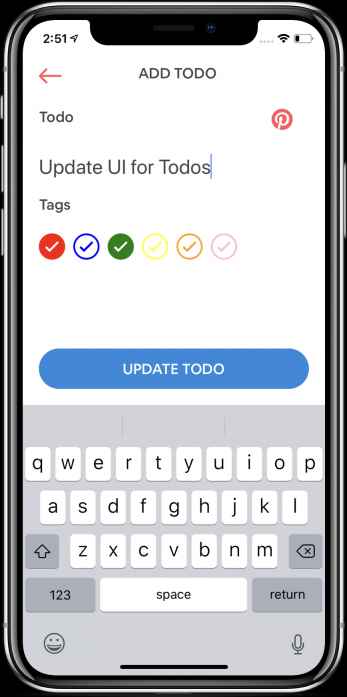 2:51
ADD TODO
Todo
Update UI for Todos
Tags
UPDATE TODO
q w e r t y u i o p
a s d f g h j k l
z x c v b n m
123 space return